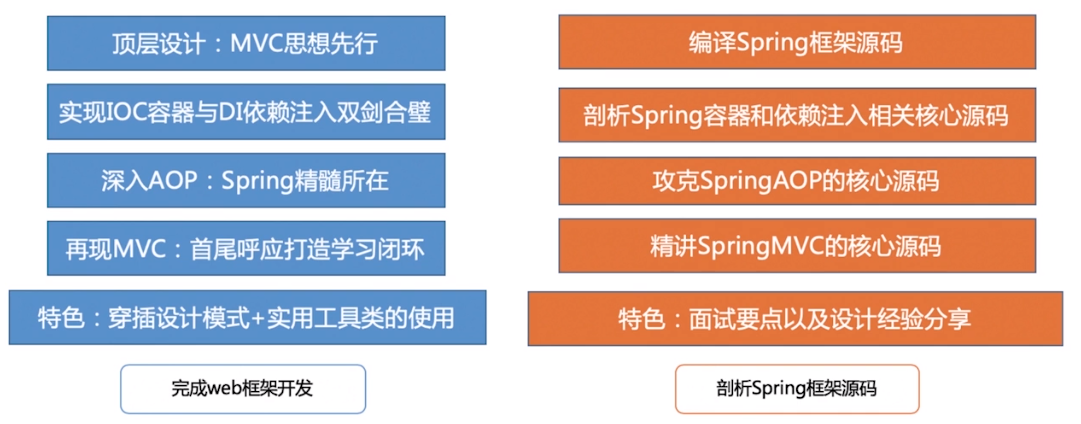 顶层设计：MVC思想先行
实现IOC容器与DI依赖注入双剑合璧
深入AOP：Spring精髓所在
再现MVC：首尾呼应打造学习闭环
特色：穿插设计模式+实用工具类的使用
完成web框架开发
编译Spring框架源码
剖析Spring容器和依赖注入相关核心源码
攻克SpringAOP的核心源码
精讲SpringMVC的核心源码
特色：面试要点以及设计经验分享
剖析Spring框架源码